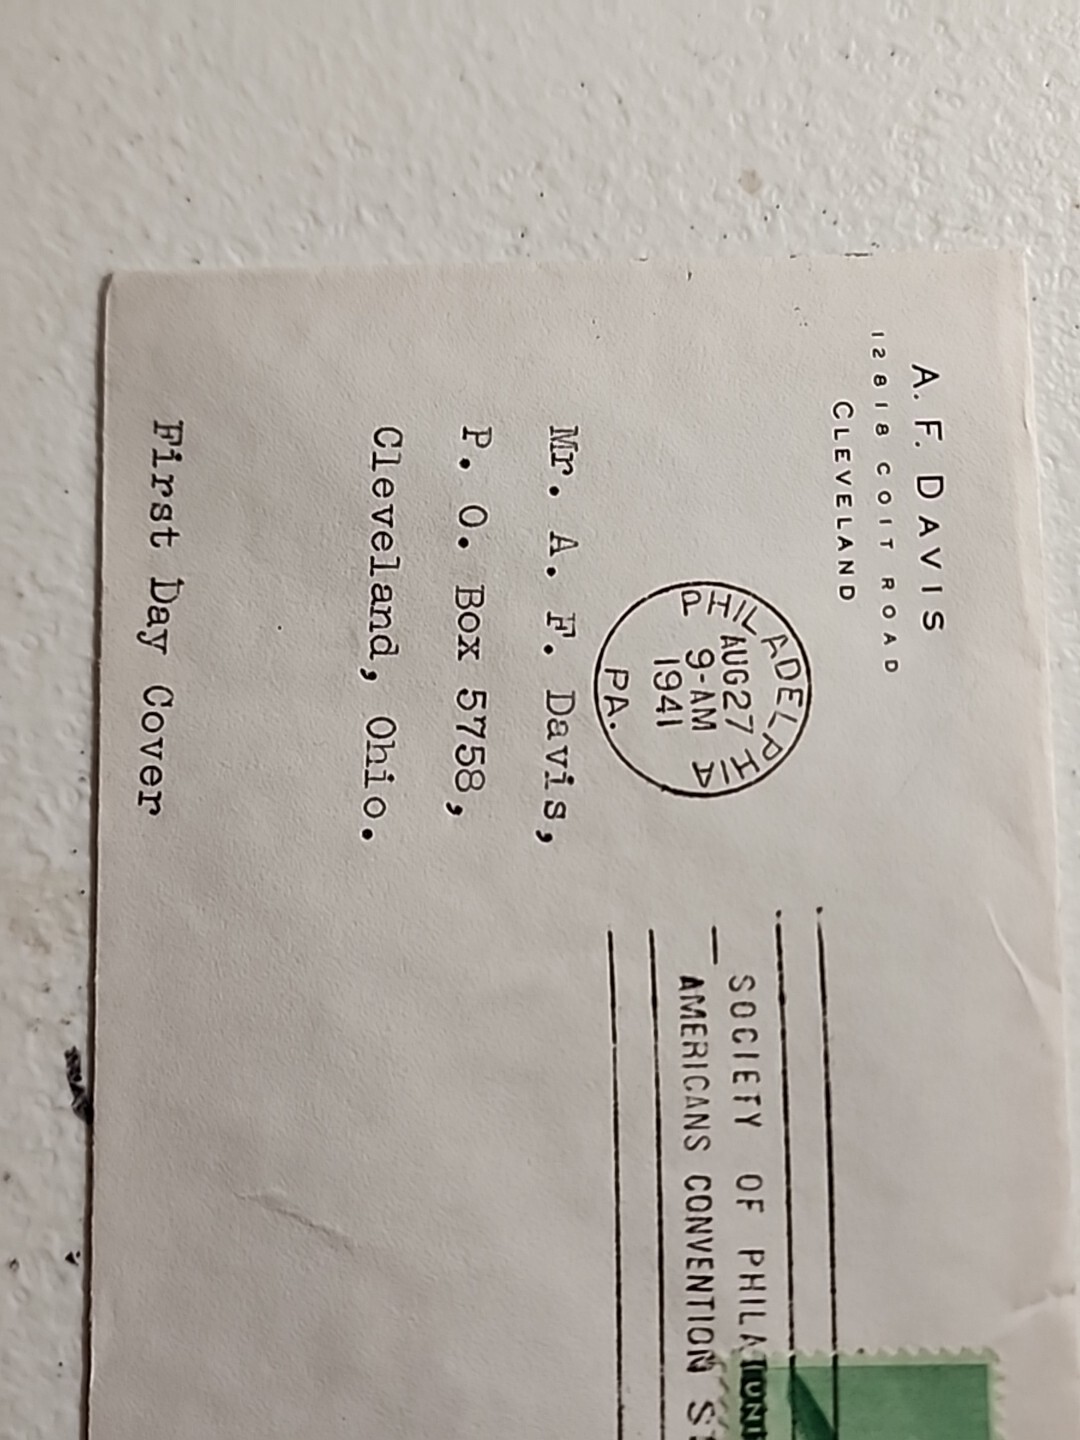 A. F. DAVIS
12818 COIT ROAD
CLEVELAND
PHILADELPHIA
AUG 27
9-AM
1941
PA.
SOCIETY OF PHILA
AMERICANS CONVENTION
Mr. A. F. Davis,
P. O. Box 5758,
Cleveland, Ohio.
First Day Cover